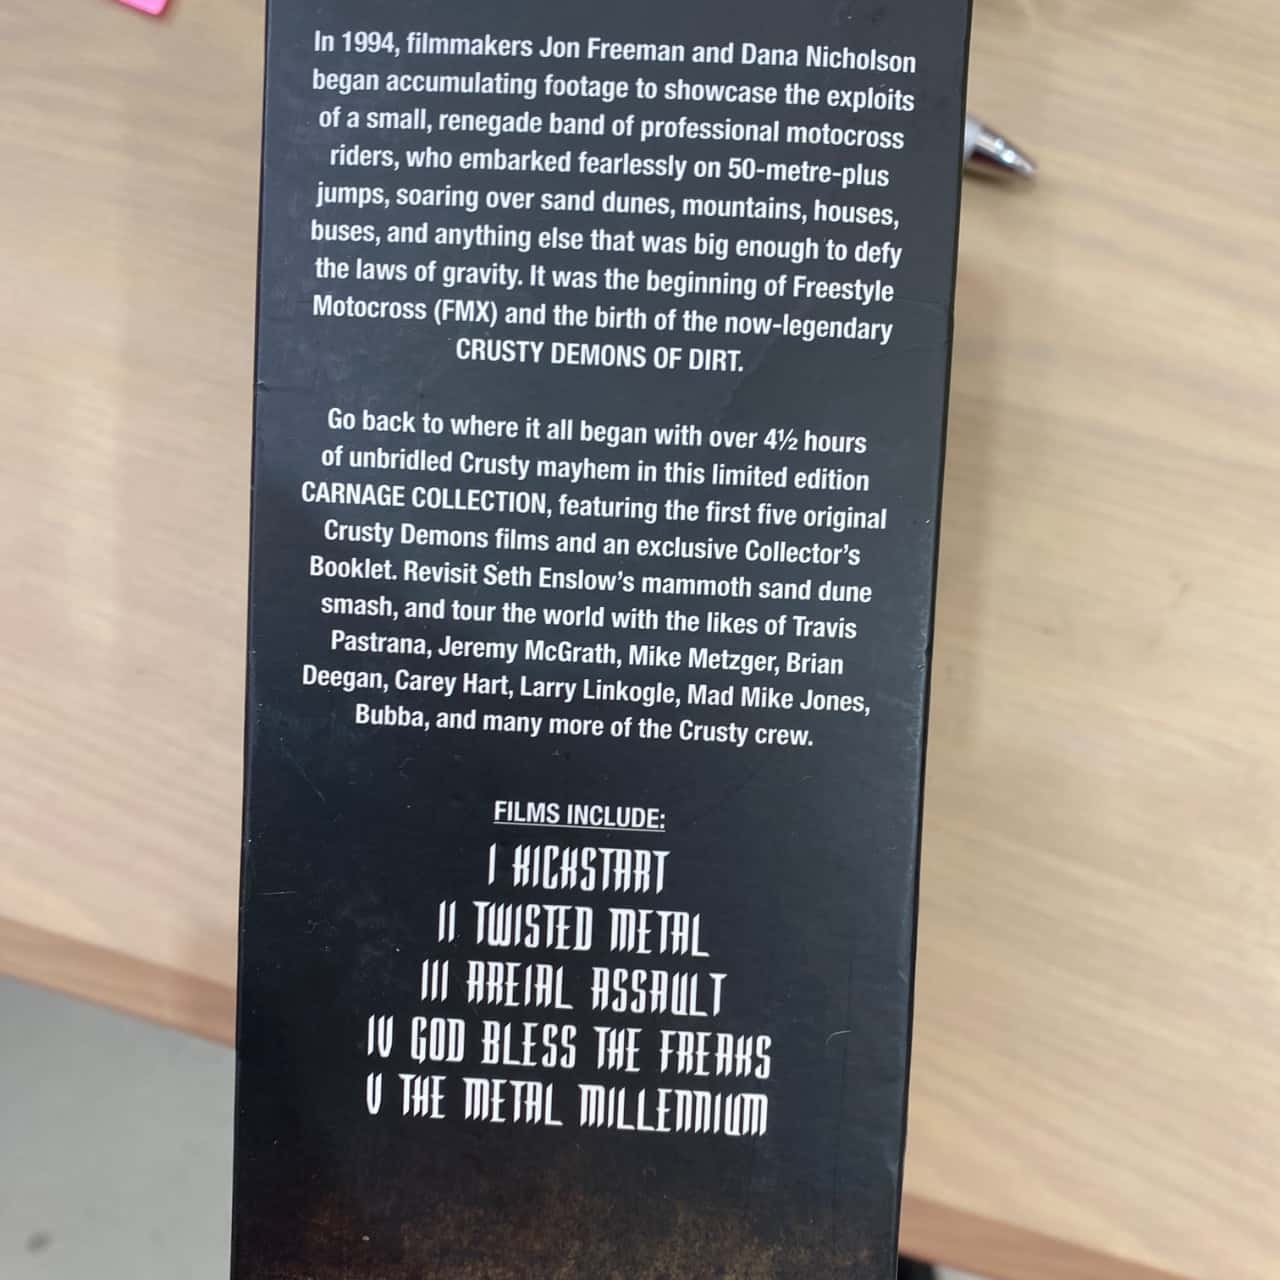 In 1994, filmmakers Jon Freeman and Dana Nicholson
began accumulating footage to showcase the exploits
of a small, renegade band of professional motocross
riders, who embarked fearlessly on 50-metre-plus
jumps, soaring over sand dunes, mountains, houses,
buses, and anything else that was big enough to defy
the laws of gravity. It was the beginning of Freestyle
Motocross (FMX) and the birth of the now-legendary
CRUSTY DEMONS OF DIRT.
Go back to where it all began with over 4½ hours
of unbridled Crusty mayhem in this limited edition
CARNAGE COLLECTION, featuring the first five original
Crusty Demons films and an exclusive Collector's
Booklet. Revisit Seth Enslow's mammoth sand dune
smash, and tour the world with the likes of Travis
Pastrana, Jeremy McGrath, Mike Metzger, Brian
Deegan, Carey Hart, Larry Linkogle, Mad Mike Jones,
Bubba, and many more of the Crusty crew.
FILMS INCLUDE:
I KICKSTART
II TWISTED METAL
III AREIAL ASSAULT
IV GOD BLESS THE FREAKS
V THE METAL MILLENNIUM